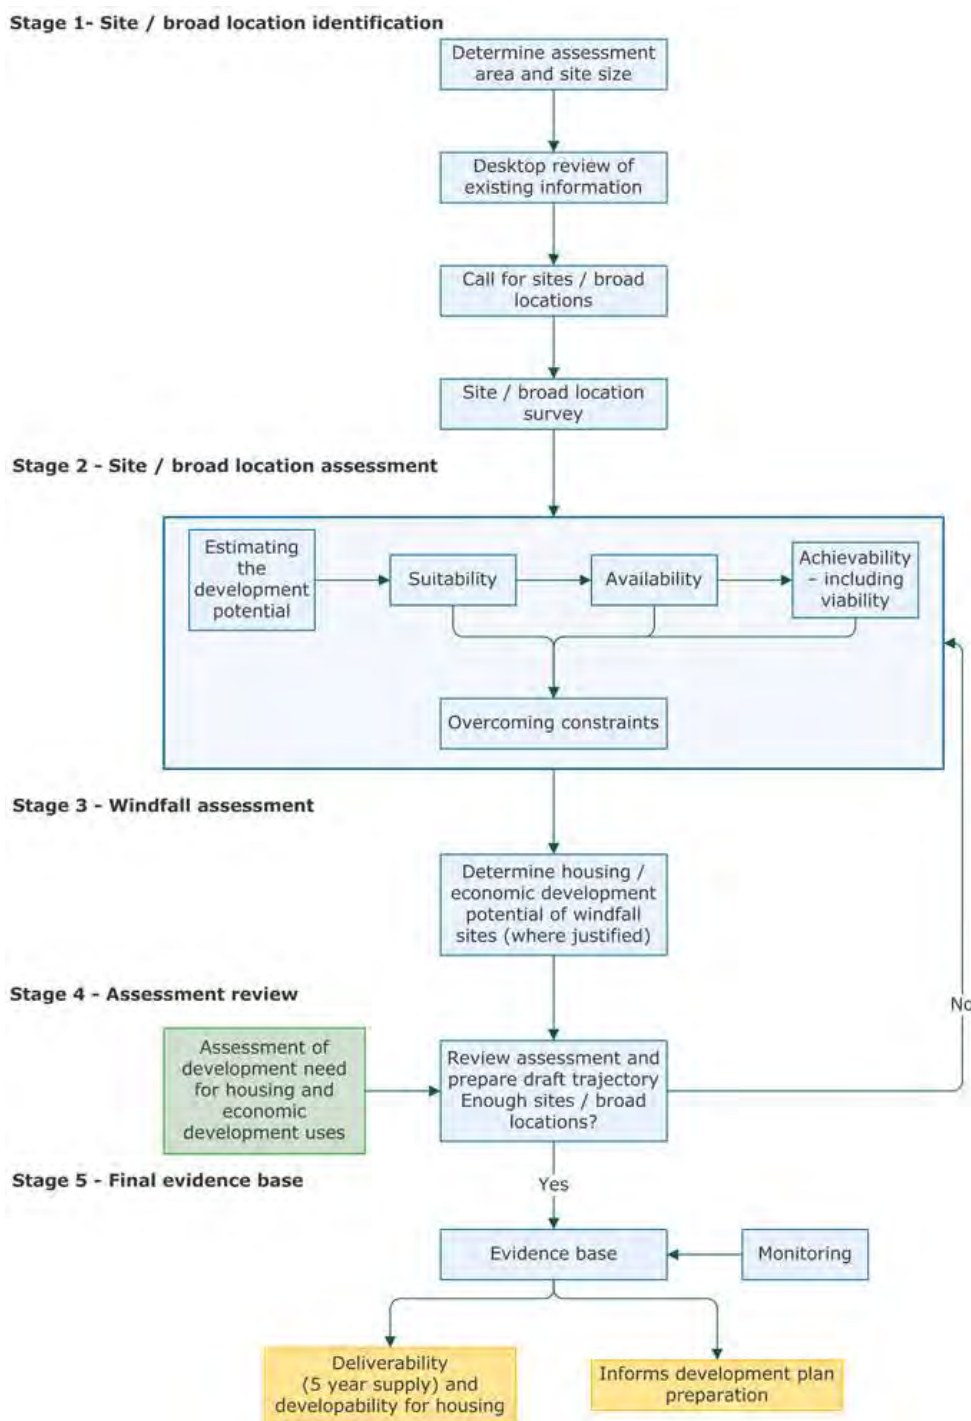 Stage 1- Site / broad location identification
Determine assessment
area and site size
Desktop review of
existing information
Call for sites / broad
locations
Site / broad location
survey
Stage 2 - Site / broad location assessment
Estimating
the
development
potential
Suitability
Availability
Achievability
– including
viability
Overcoming constraints
Stage 3 - Windfall assessment
Determine housing /
economic development
potential of windfall
sites (where justified)
Stage 4 - Assessment review
No
Assessment of
development need
for housing and
economic
development uses
Review assessment and
prepare draft trajectory
Enough sites / broad
locations?
Stage 5 - Final evidence base
Yes
Evidence base
Monitoring
Deliverability
(5 year supply) and
developability for housing
Informs development plan
preparation